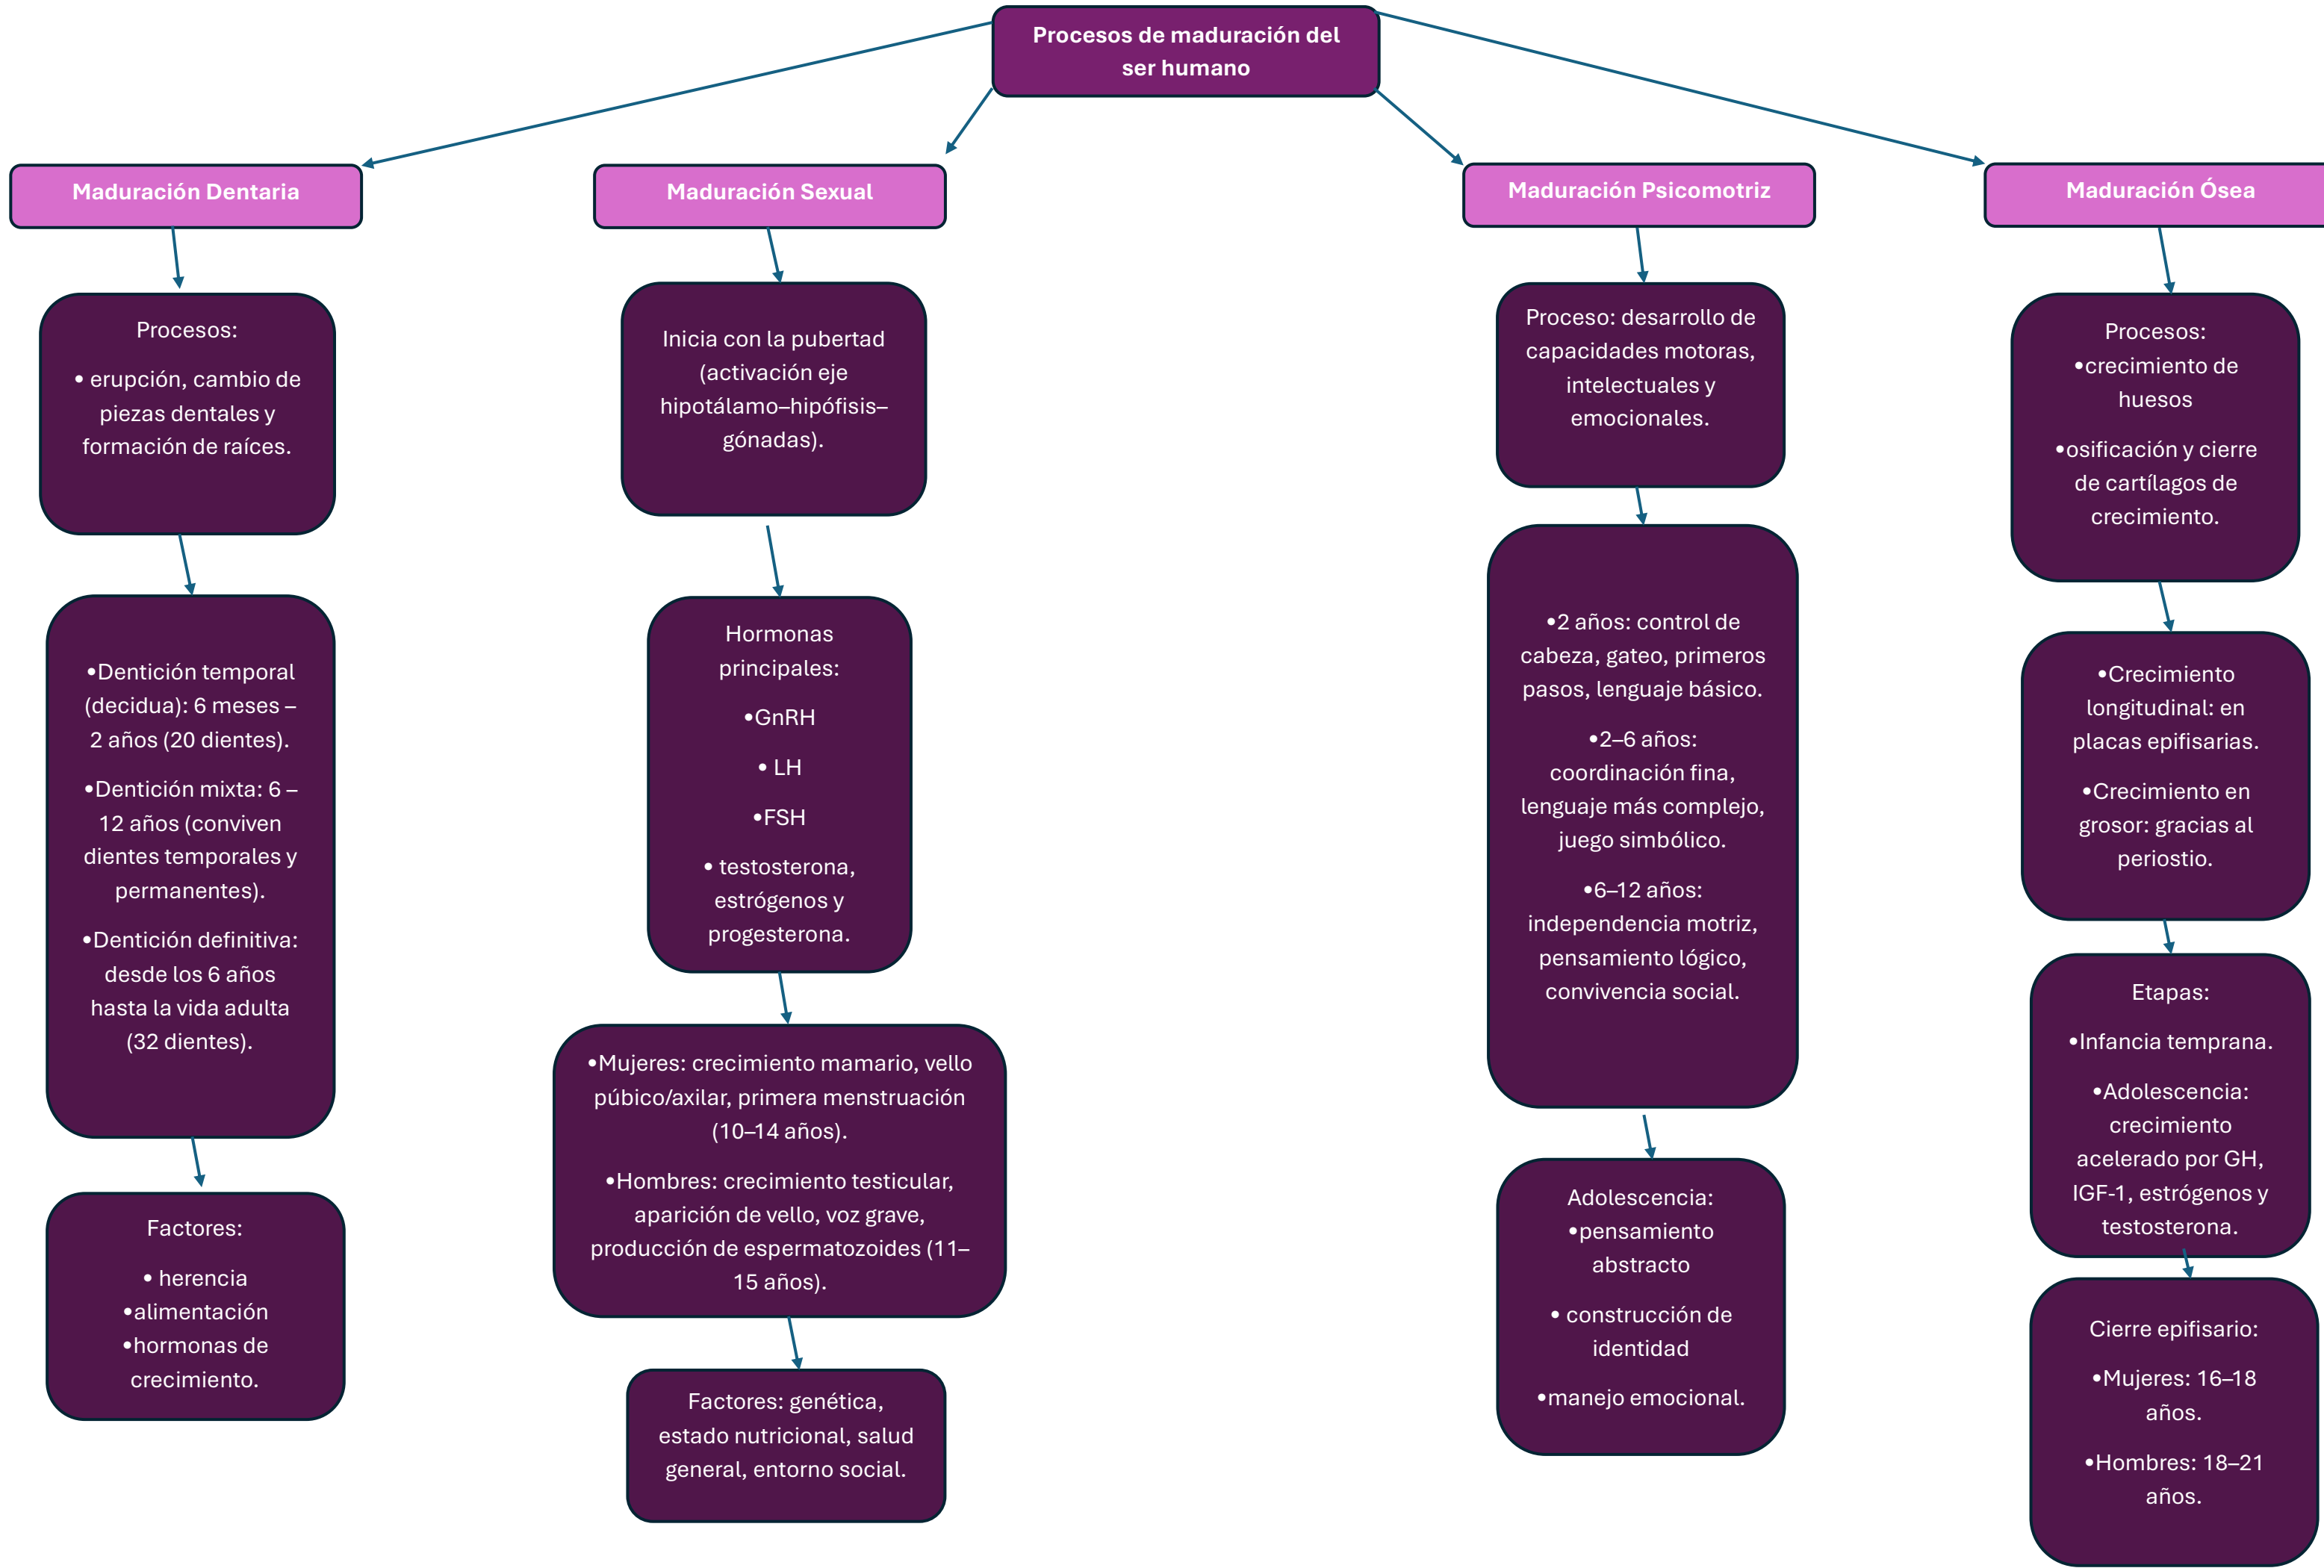 Procesos de maduración del
ser humano
Maduración Dentaria
Procesos:
• erupción, cambio de
piezas dentales y
formación de raíces.
•Dentición temporal
(decidua): 6 meses –
2 años (20 dientes).
•Dentición mixta: 6 –
12 años (conviven
dientes temporales y
permanentes).
•Dentición definitiva:
desde los 6 años
hasta la vida adulta
(32 dientes).
Factores:
• herencia
•alimentación
•hormonas de
crecimiento.
Maduración Sexual
Inicia con la pubertad
(activación eje
hipotálamo–hipófisis–
gónadas).
Hormonas
principales:
•GnRH
• LH
•FSH
• testosterona,
estrógenos y
progesterona.
•Mujeres: crecimiento mamario, vello
púbico/axilar, primera menstruación
(10–14 años).
•Hombres: crecimiento testicular,
aparición de vello, voz grave,
producción de espermatozoides (11–
15 años).
Factores: genética,
estado nutricional, salud
general, entorno social.
Maduración Psicomotriz
Proceso: desarrollo de
capacidades motoras,
intelectuales y
emocionales.
•2 años: control de
cabeza, gateo, primeros
pasos, lenguaje básico.
•2–6 años:
coordinación fina,
lenguaje más complejo,
juego simbólico.
•6–12 años:
independencia motriz,
pensamiento lógico,
convivencia social.
Adolescencia:
•pensamiento
abstracto
• construcción de
identidad
•manejo emocional.
Maduración Ósea
Procesos:
•crecimiento de
huesos
•osificación y cierre
de cartílagos de
crecimiento.
•Crecimiento
longitudinal: en
placas epifisarias.
•Crecimiento en
grosor: gracias al
periostio.
Etapas:
•Infancia temprana.
•Adolescencia:
crecimiento
acelerado por GH,
IGF-1, estrógenos y
testosterona.
Cierre epifisario:
•Mujeres: 16–18
años.
•Hombres: 18–21
años.